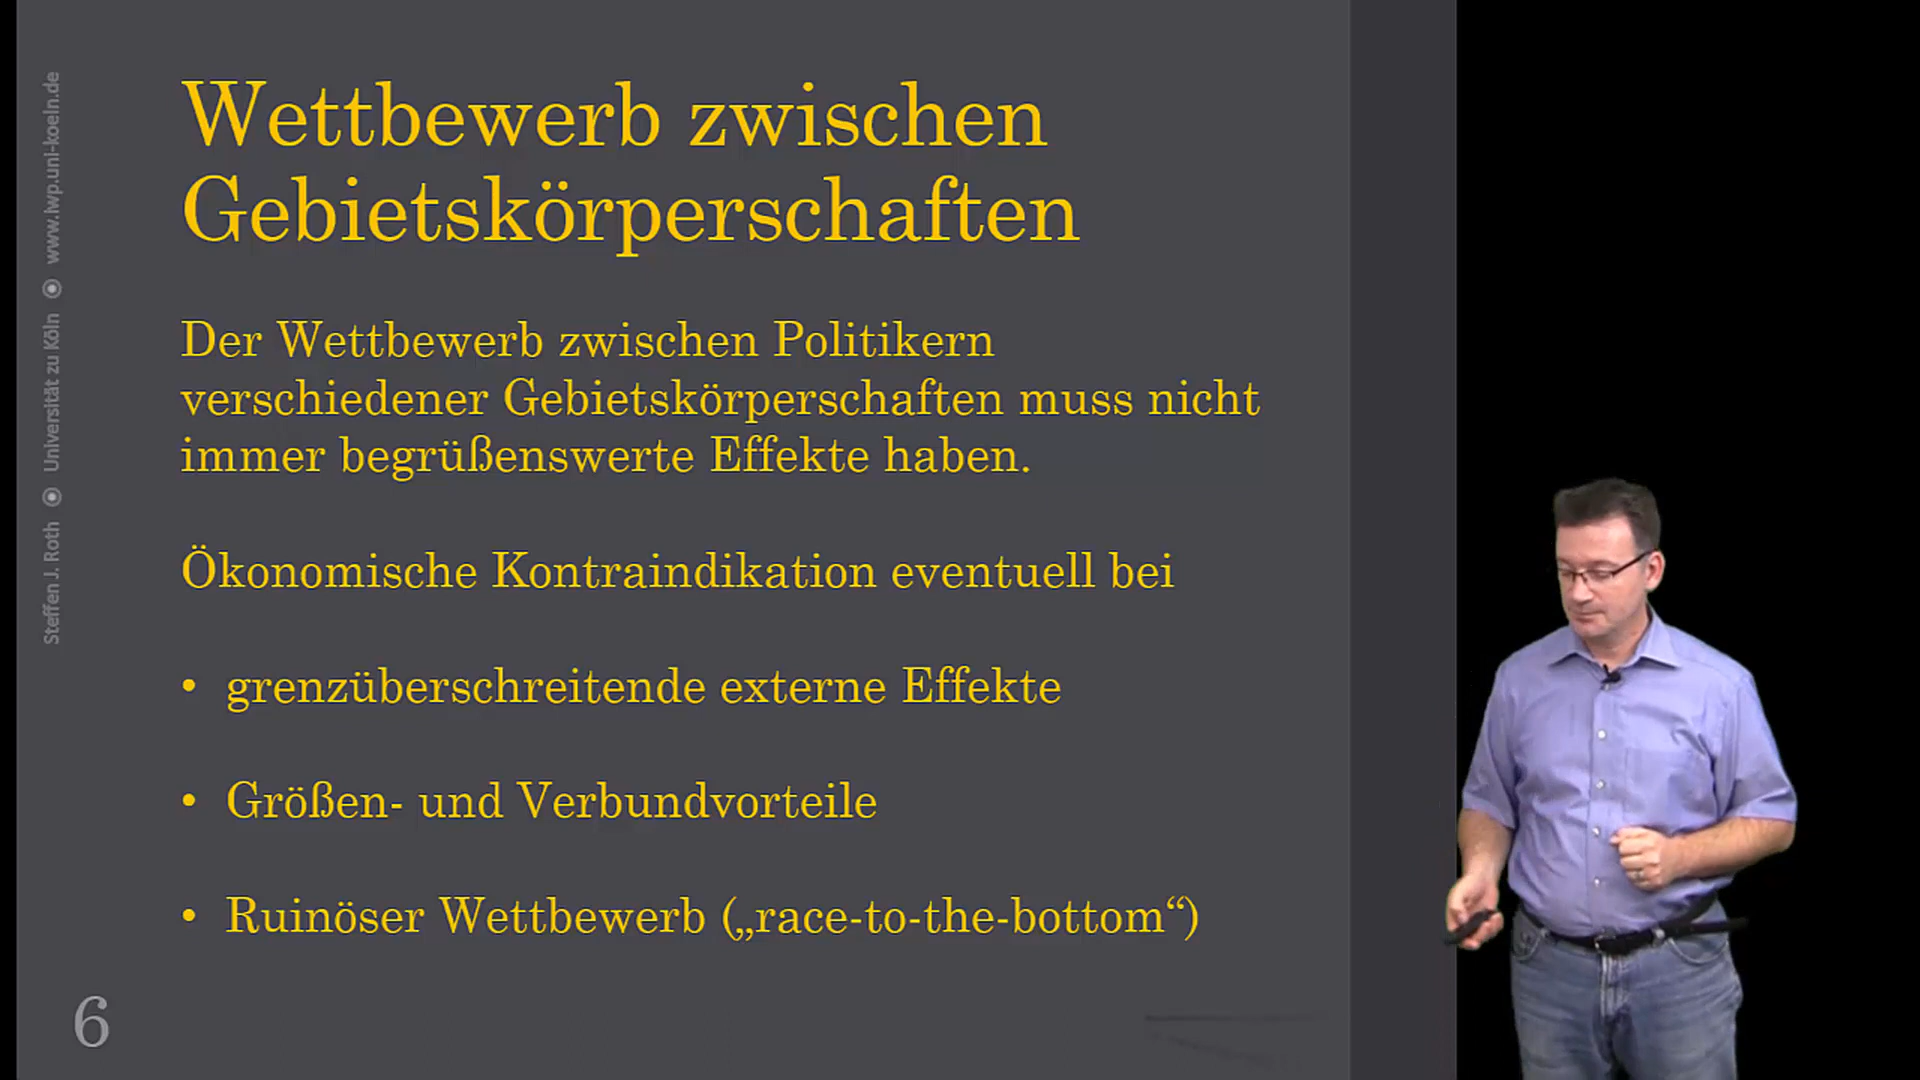 Wettbewerb zwischen
Gebietskörperschaften
Der Wettbewerb zwischen Politikern
verschiedener Gebietskörperschaften muss nicht
immer begrüßenswerte Effekte haben.
Ökonomische Kontraindikation eventuell bei
• grenzüberschreitende externe Effekte
• Größen- und Verbundvorteile
• Ruinöser Wettbewerb („race-to-the-bottom“)
6
Steffen J. Roth ◉ Universität zu Köln ◉ www.iwp.uni-koeln.de